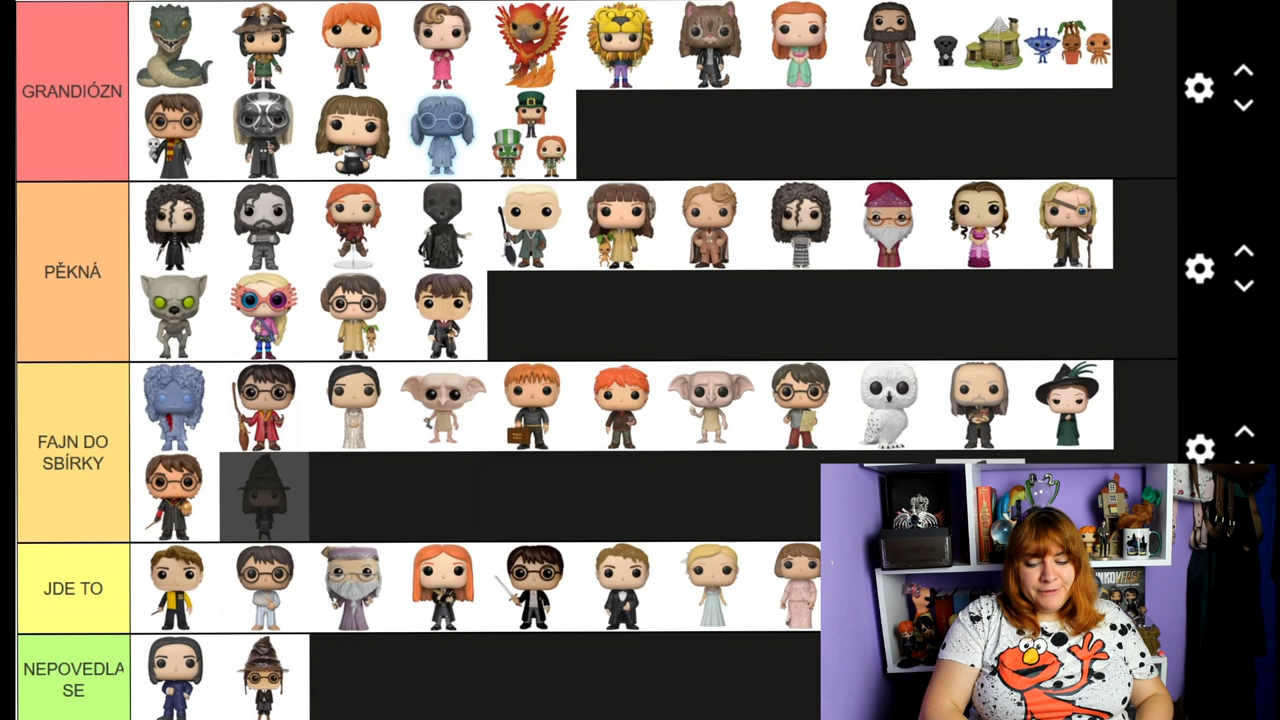 GRANDIÓZN
PĚKNÁ
FAJN DO
SBÍRKY
JDE TO
NEPOVEDLA
SE